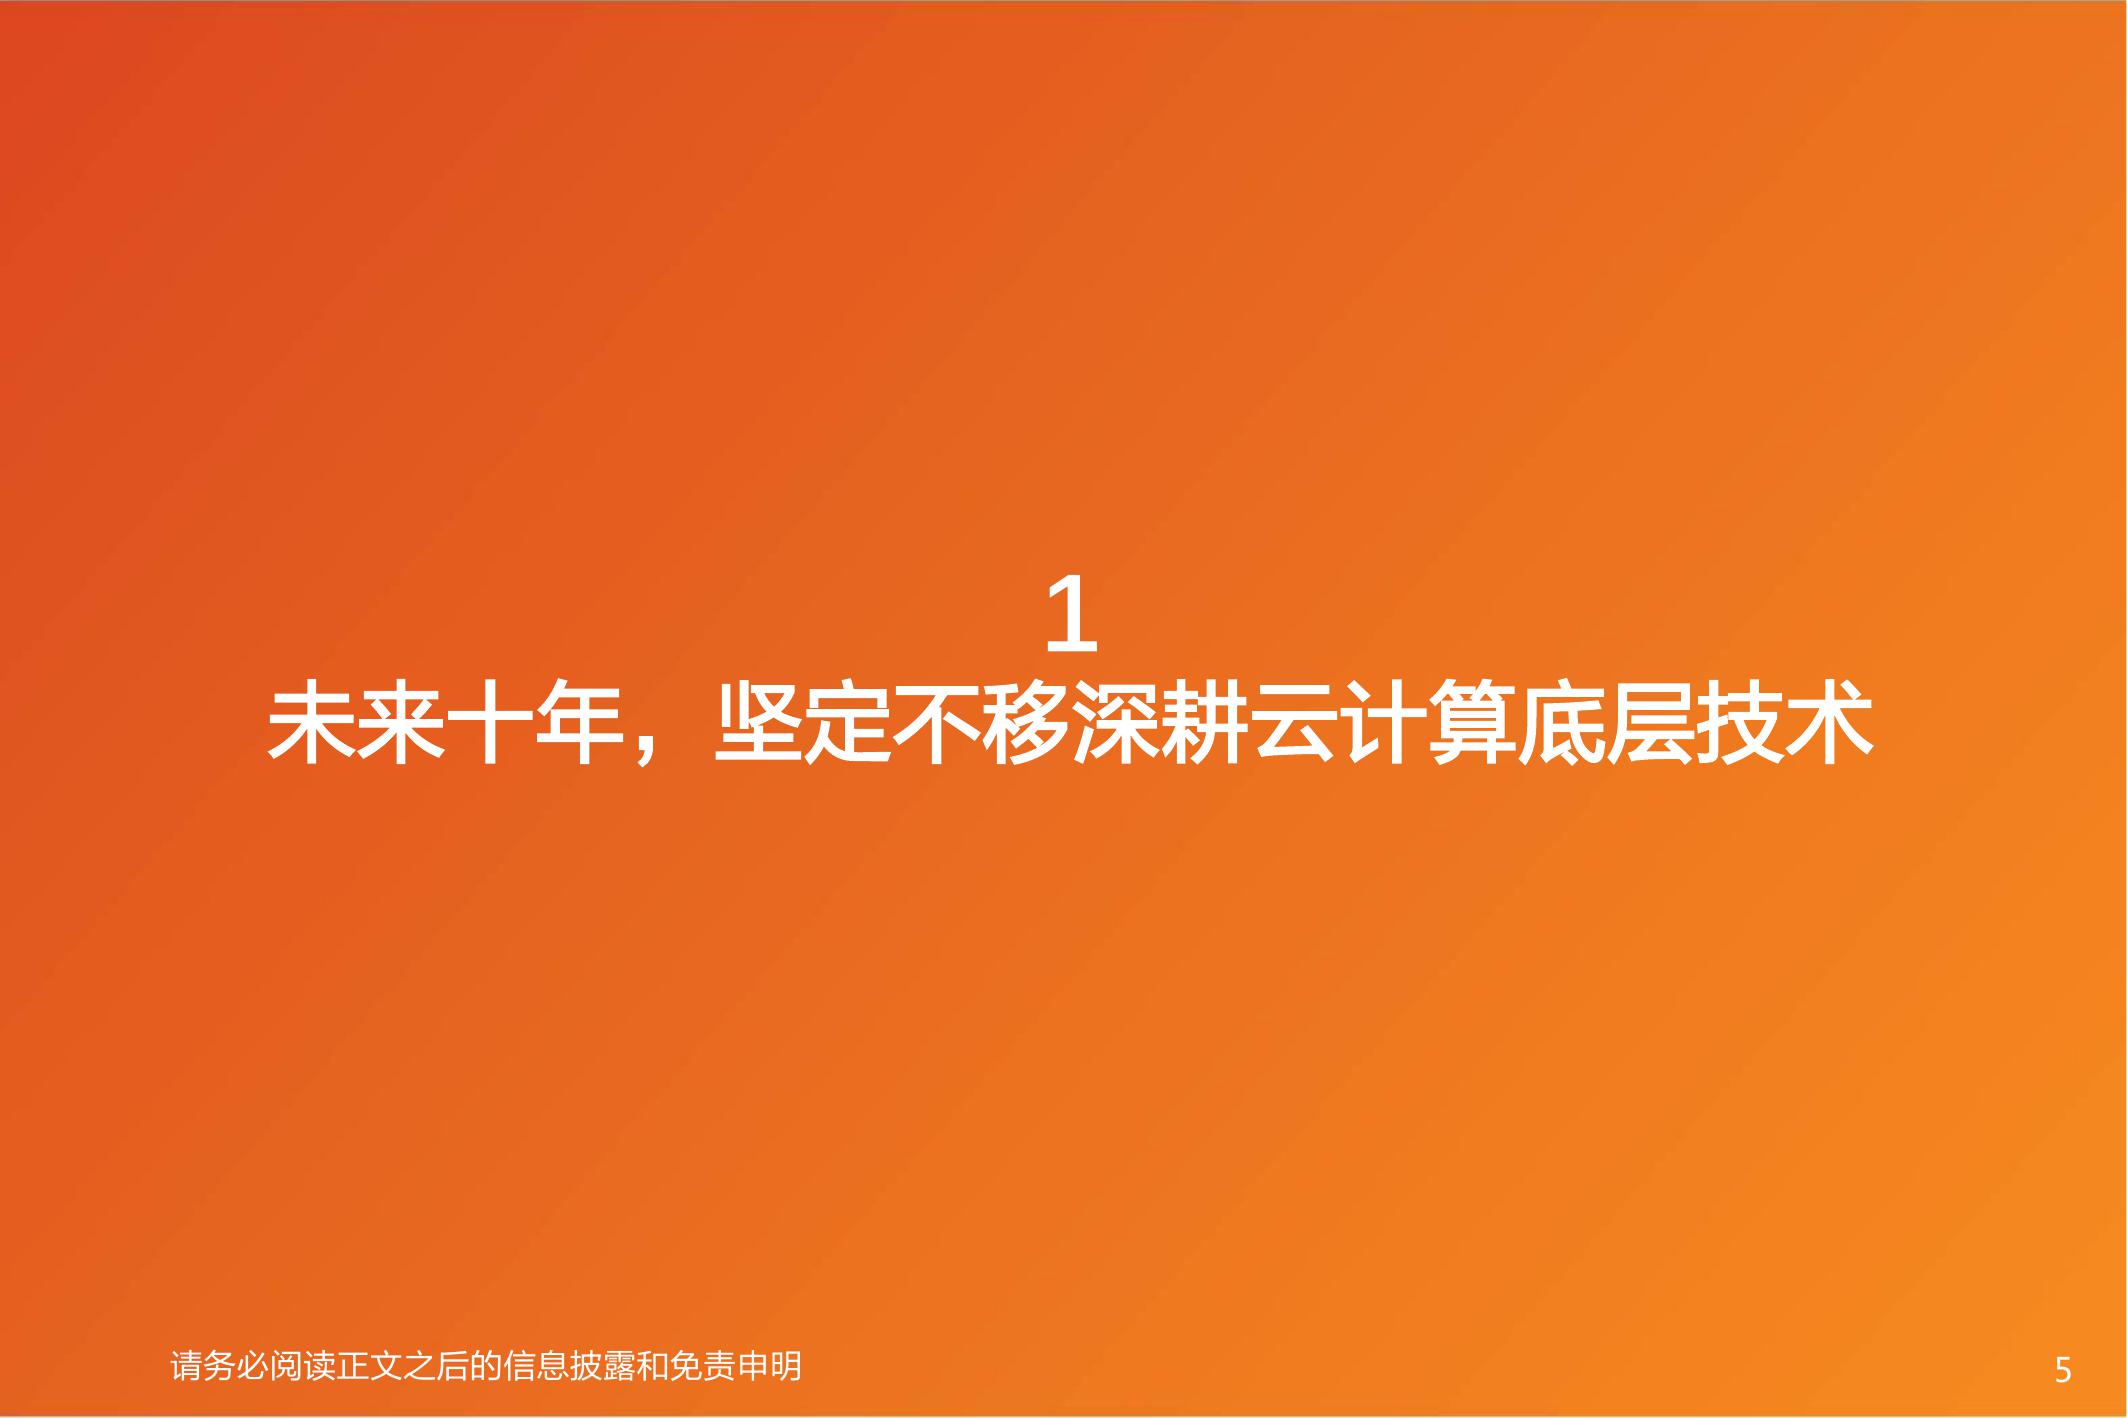 1
未来十年，坚定不移深耕云计算底层技术
请务必阅读正文之后的信息披露和免责申明
5